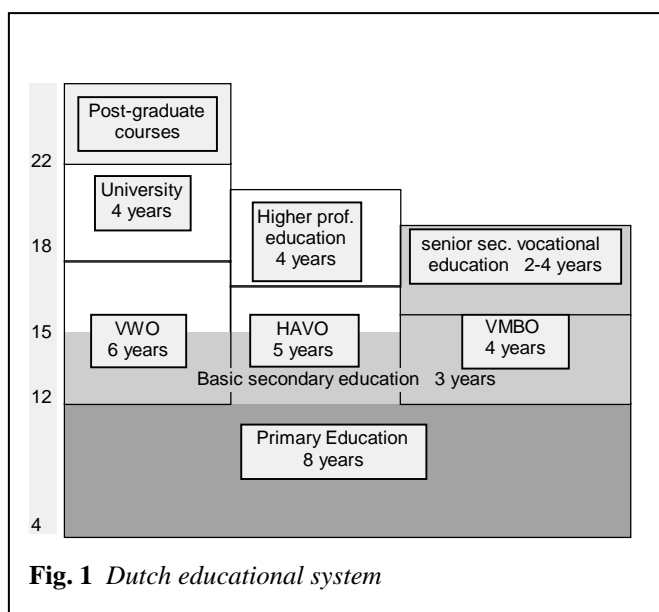 Post-graduate
courses
22
University
4 years
Higher prof.
education
4 years
18
senior sec. vocational
education 2-4 years
15
VWO
6 years
HAVO
5 years
VMBO
4 years
Basic secondary education 3 years
12
Primary Education
8 years
4
Fig. 1 Dutch educational system